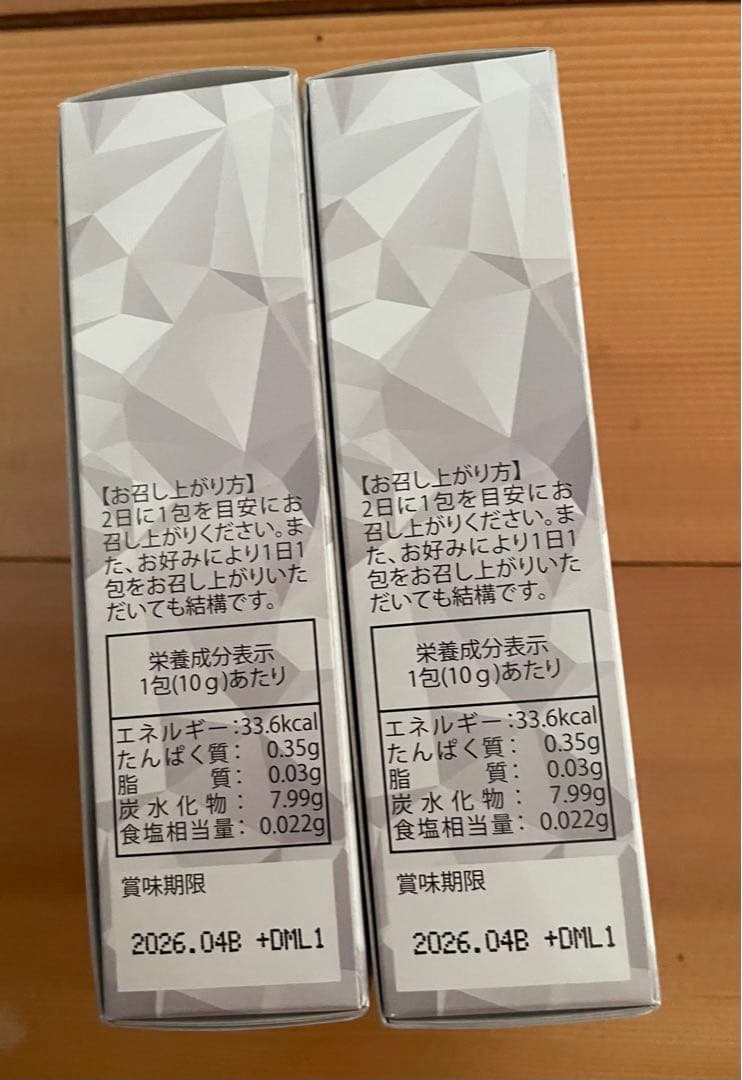 【お召し上がり方】
2日に1包を目安にお
召し上がりください。ま
た、お好みにより1日1
包をお召し上がりいた
だいても結構です。
栄養成分表示
1包(10g)あたり
エネルギー:33.6kcal
たんぱく質: 0.35g
脂質: 0.03g
炭水化物: 7.99g
食塩相当量: 0.022g
賞味期限
2026.04B +DML1
【お召し上がり方】
2日に1包を目安にお
召し上がりください。ま
た、お好みにより1日1
包をお召し上がりいた
だいても結構です。
栄養成分表示
1包(10g)あたり
エネルギー:33.6kcal
たんぱく質: 0.35g
脂質: 0.03g
炭水化物: 7.99g
食塩相当量: 0.022g
賞味期限
2026.04B +DML1